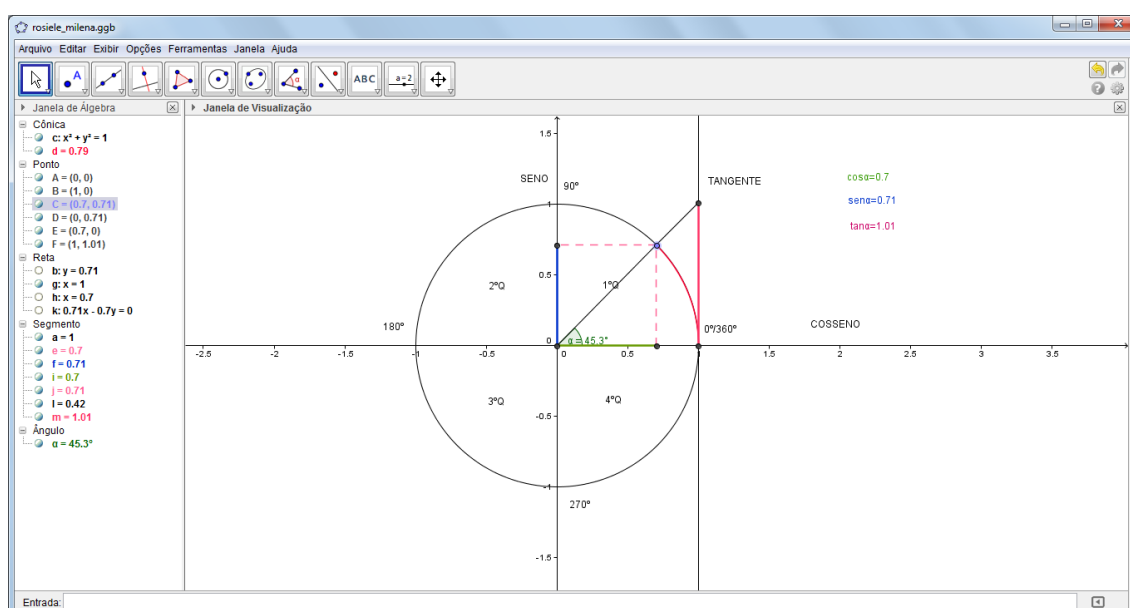 rosiele_milena.ggb
Arquivo Editar Exibir Opções Ferramentas Janela Ajuda
A
α
ABC
a=2
Janela de Álgebra
Janela de Visualização
Cônica
c: x² + y² = 1
d = 0.79
Ponto
A = (0, 0)
B = (1, 0)
C = (0.7, 0.71)
D = (0, 0.71)
E = (0.7, 0)
F = (1, 1.01)
Reta
b: y = 0.71
g: x = 1
h: x = 0.7
k: 0.71x - 0.7y = 0
Segmento
a = 1
e = 0.7
f = 0.71
i = 0.7
j = 0.71
l = 0.42
m = 1.01
Ângulo
α = 45.3°
1.5
SENO
90º
TANGENTE
cosα=0.7
senα=0.71
tanα=1.01
1
0.5
2ºQ
1ºQ
180º
0
α = 45.3°
0º/360º
COSSENO
-2.5 -2 -1.5 -1 -0.5 0 0.5 1 1.5 2 2.5 3 3.5
3ºQ
4ºQ
-0.5
-1
270º
-1.5
Entrada: